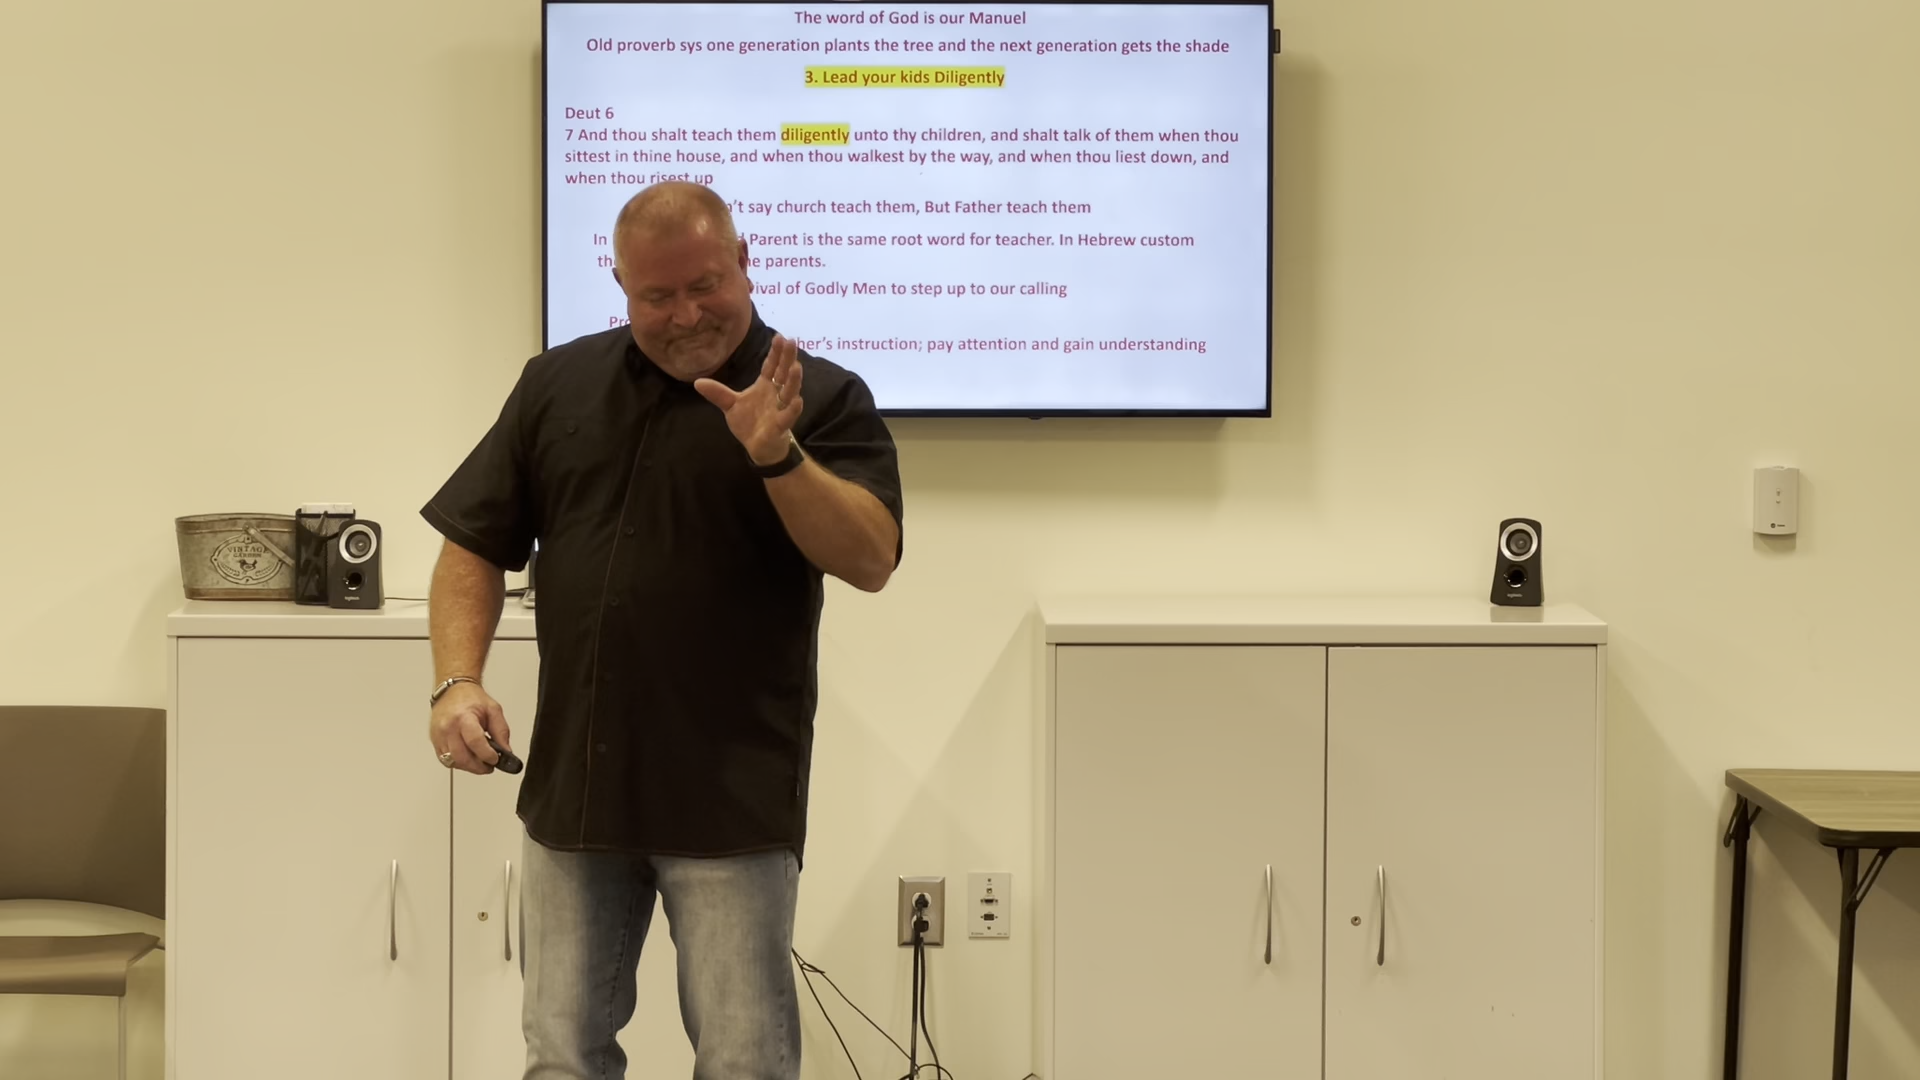 The word of God is our Manuel
Old proverb sys one generation plants the tree and the next generation gets the shade
3. Lead your kids Diligently
Deut 6
7 And thou shalt teach them diligently unto thy children, and shalt talk of them when thou
sittest in thine house, and when thou walkest by the way, and when thou liest down, and
when thou risest up
say church teach them, But Father teach them
In Parent is the same root word for teacher. In Hebrew custom
parents.
of Godly Men to step up to our calling
instruction; pay attention and gain understanding
VINTAGE